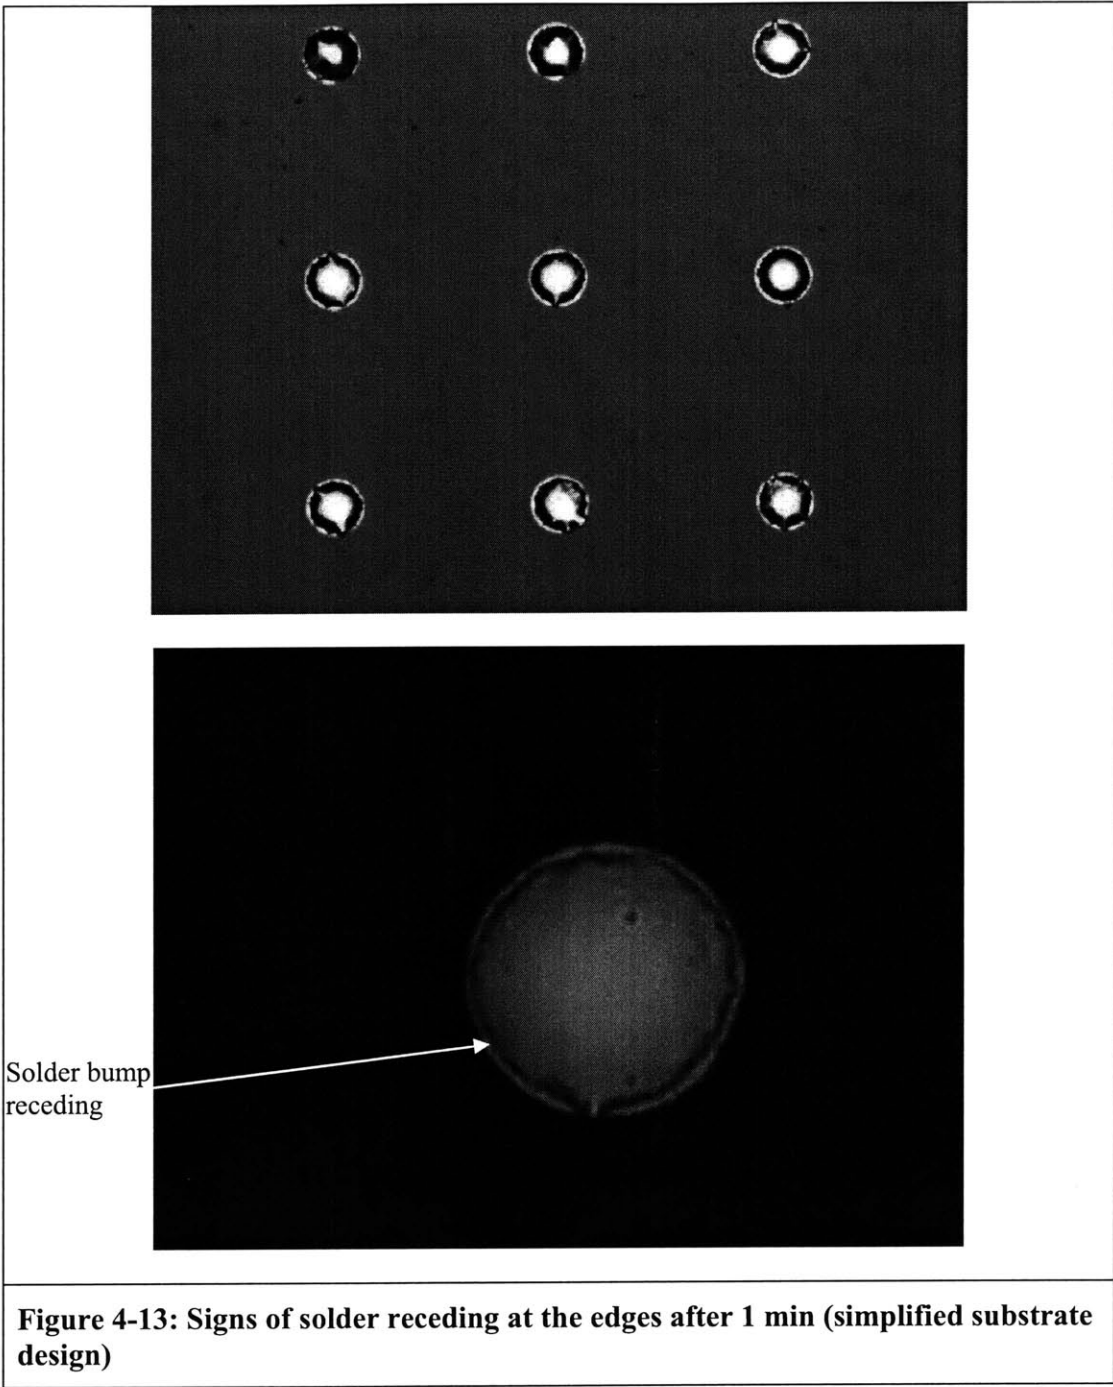 Solder bump
receding
Figure 4-13: Signs of solder receding at the edges after 1 min (simplified substrate
design)